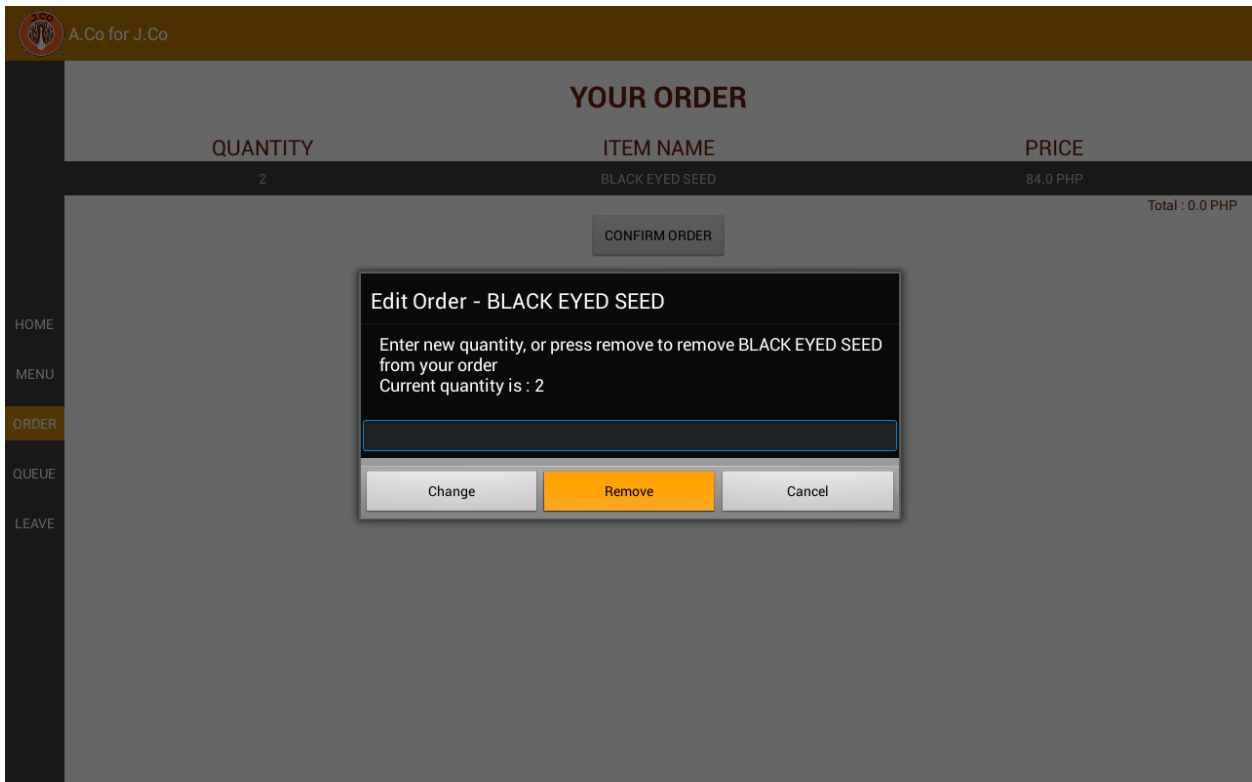 J.CO
A.Co for J.Co
YOUR ORDER
QUANTITY ITEM NAME PRICE
2 BLACK EYED SEED 84.0 PHP
Total : 0.0 PHP
CONFIRM ORDER
Edit Order - BLACK EYED SEED
Enter new quantity, or press remove to remove BLACK EYED SEED
from your order
Current quantity is : 2
Change Remove Cancel
HOME
MENU
ORDER
QUEUE
LEAVE